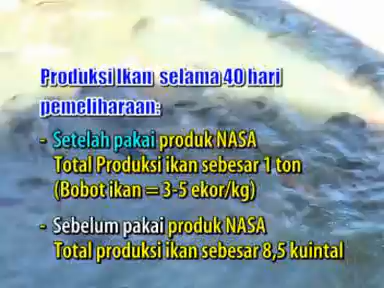 Produksi Ikan selama 40 hari
pemeliharaan:
- Setelah pakai produk NASA
Total Produksi ikan sebesar 1 ton
(Bobot ikan = 3-5 ekor/kg)
- Sebelum pakai produk NASA
Total produksi ikan sebesar 8,5 kuintal